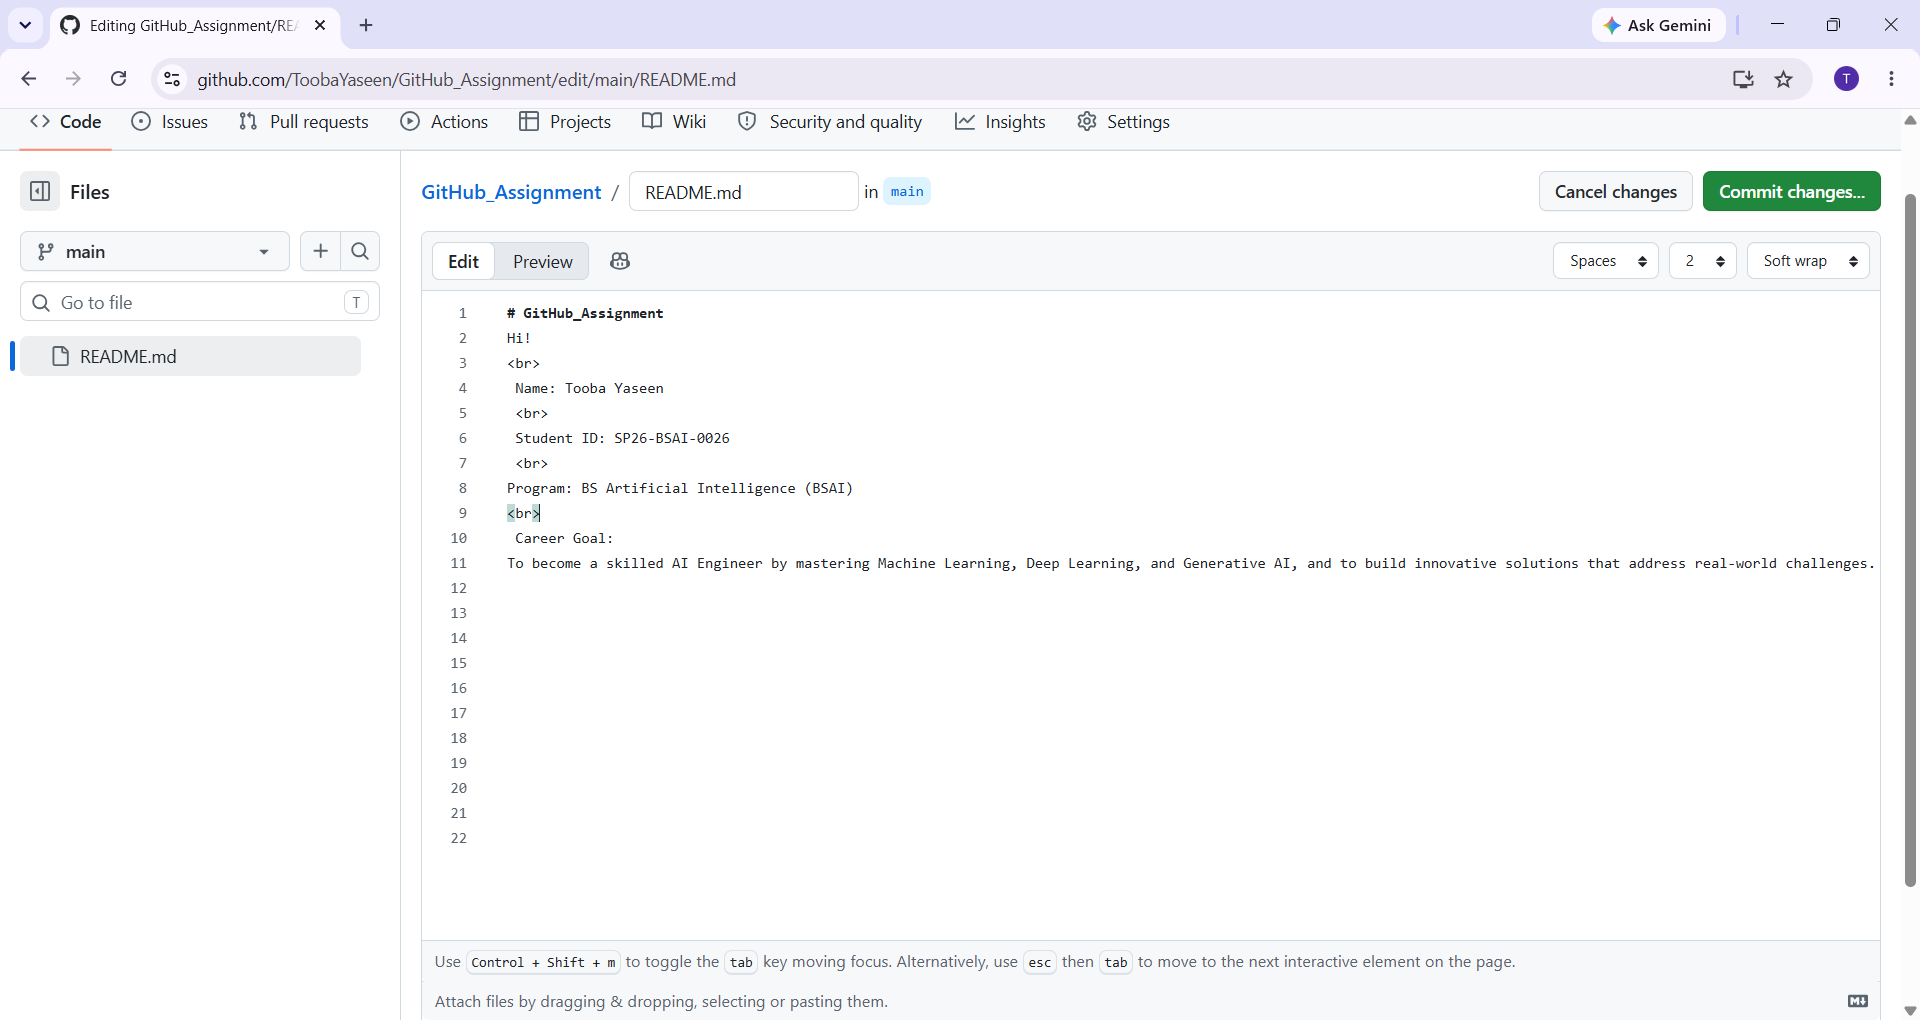 Editing GitHub_Assignment/REA
Ask Gemini
github.com/ToobaYaseen/GitHub_Assignment/edit/main/README.md
T
Code
Issues
Pull requests
Actions
Projects
Wiki
Security and quality
Insights
Settings
Files
GitHub_Assignment / README.md in main
Cancel changes
Commit changes...
main
Edit
Preview
Spaces
2
Soft wrap
Go to file
T
README.md
1 # GitHub_Assignment
2 Hi!
3 <br>
4 Name: Tooba Yaseen
5 <br>
6 Student ID: SP26-BSAI-0026
7 <br>
8 Program: BS Artificial Intelligence (BSAI)
9 <br>
10 Career Goal:
11 To become a skilled AI Engineer by mastering Machine Learning, Deep Learning, and Generative AI, and to build innovative solutions that address real-world challenges.
12
13
14
15
16
17
18
19
20
21
22
Use Control + Shift + m to toggle the tab key moving focus. Alternatively, use esc then tab to move to the next interactive element on the page.
Attach files by dragging & dropping, selecting or pasting them.